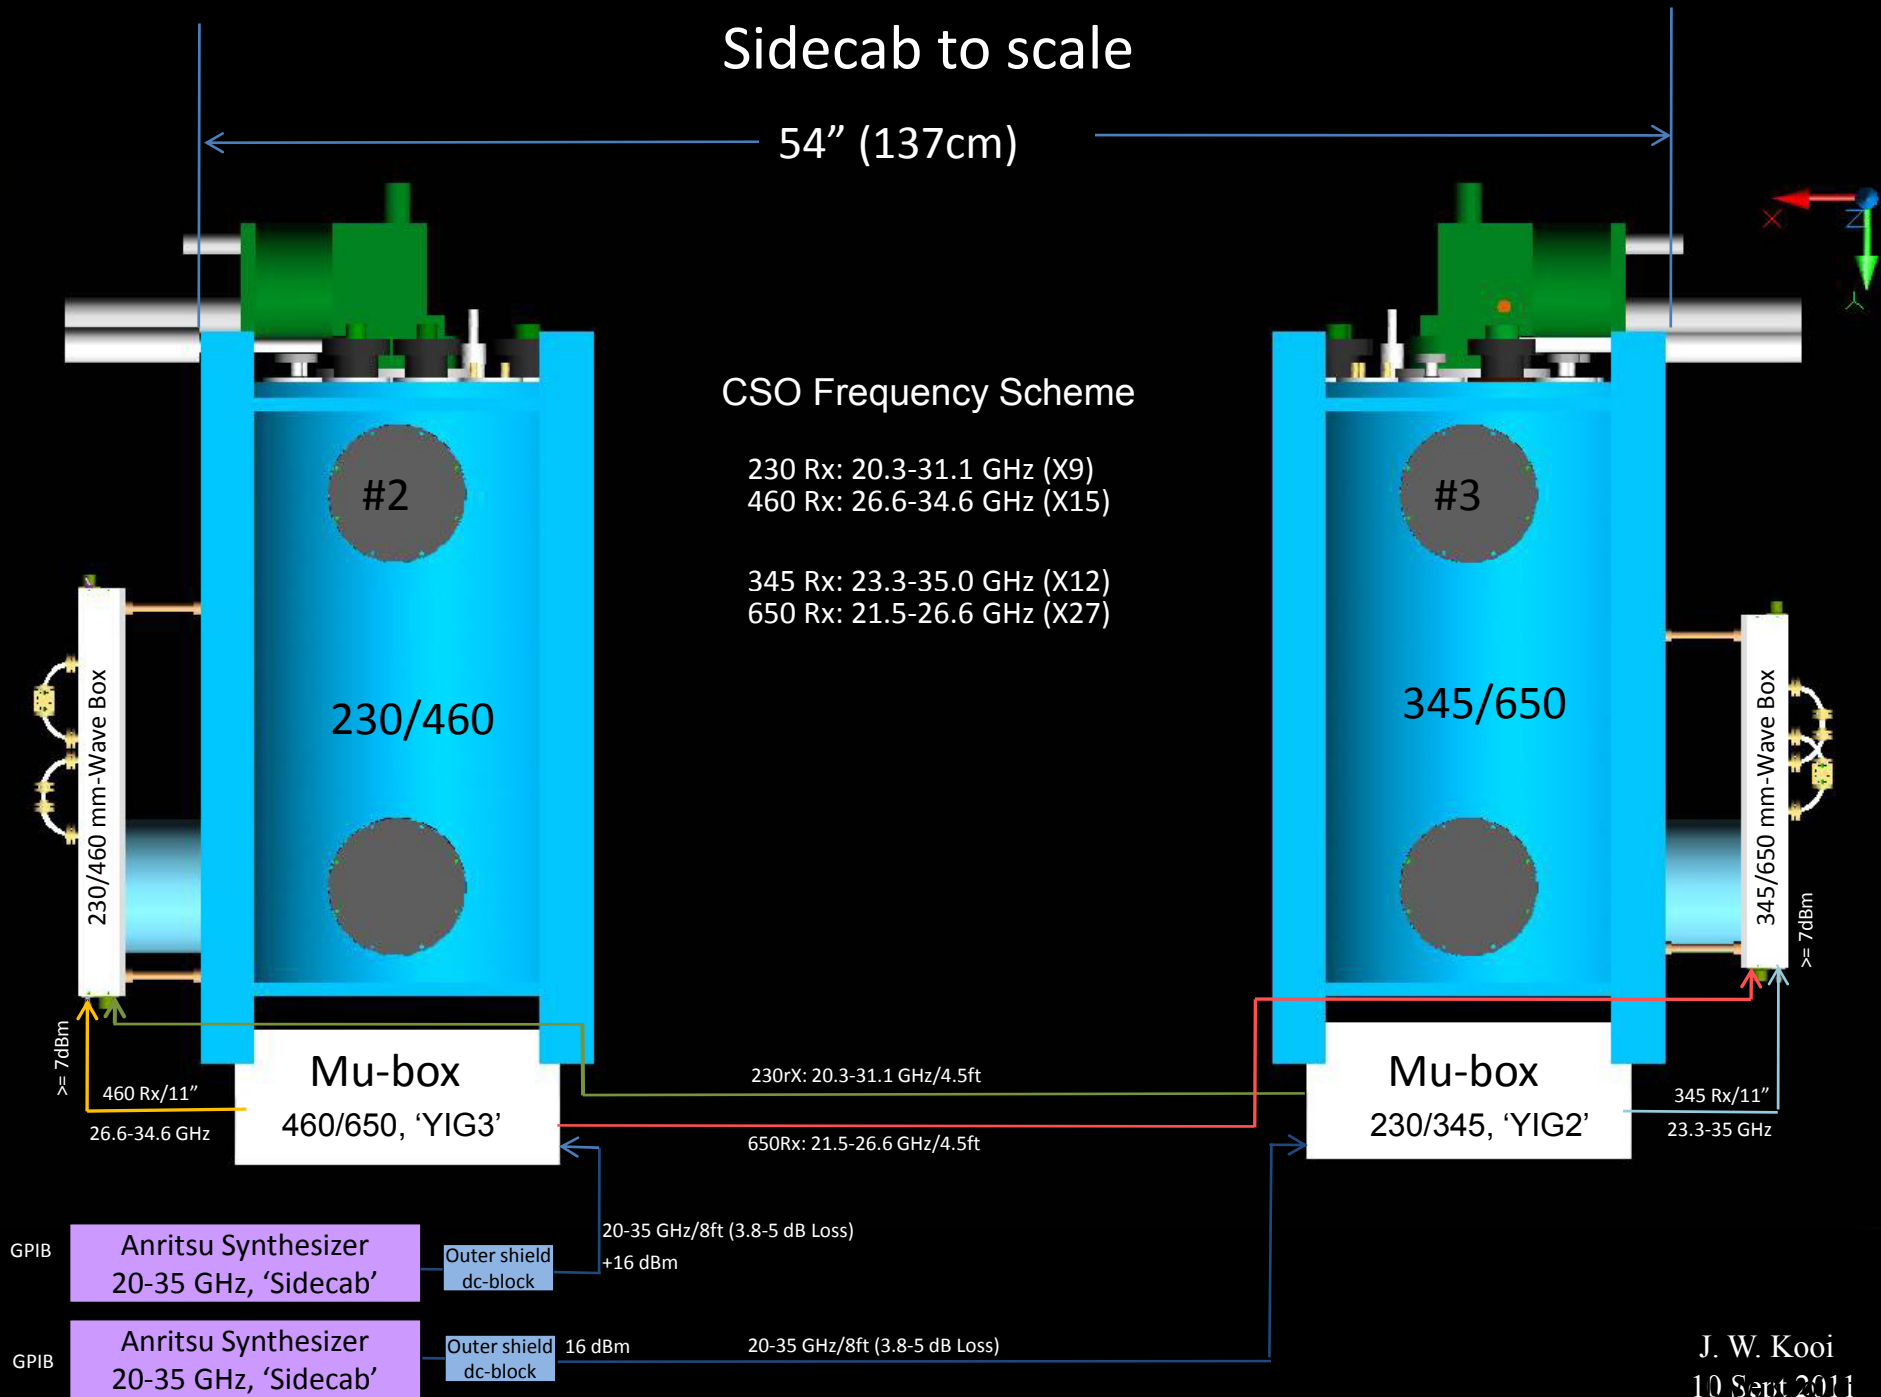 Sidecab to scale
54” (137cm)
X
Z
Y
CSO Frequency Scheme
230 Rx: 20.3-31.1 GHz (X9)
460 Rx: 26.6-34.6 GHz (X15)
345 Rx: 23.3-35.0 GHz (X12)
650 Rx: 21.5-26.6 GHz (X27)
#2
#3
230/460
345/650
230/460 mm-Wave Box
345/650 mm-Wave Box
>= 7dBm
>= 7dBm
460 Rx/11”
26.6-34.6 GHz
Mu-box
460/650, ‘YIG3’
230rX: 20.3-31.1 GHz/4.5ft
650Rx: 21.5-26.6 GHz/4.5ft
Mu-box
230/345, ‘YIG2’
345 Rx/11”
23.3-35 GHz
GPIB
Anritsu Synthesizer
20-35 GHz, ‘Sidecab’
Outer shield
dc-block
20-35 GHz/8ft (3.8-5 dB Loss)
+16 dBm
GPIB
Anritsu Synthesizer
20-35 GHz, ‘Sidecab’
Outer shield
dc-block
16 dBm
20-35 GHz/8ft (3.8-5 dB Loss)
J. W. Kooi
10 Sept 2011